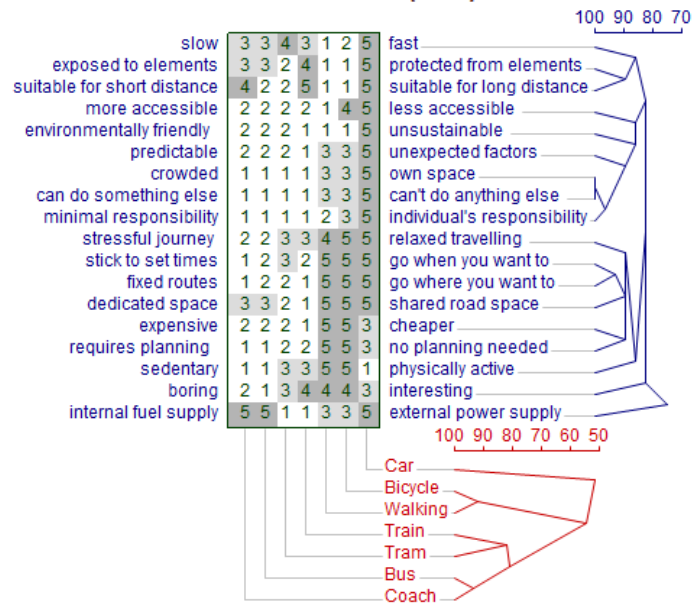 100 90 80 70
slow 3 3 4 3 1 2 5 fast
exposed to elements 3 3 2 4 1 1 5 protected from elements
suitable for short distance 4 2 2 5 1 1 5 suitable for long distance
more accessible 2 2 2 2 1 4 5 less accessible
environmentally friendly 2 2 2 1 1 1 5 unsustainable
predictable 2 2 2 1 3 3 5 unexpected factors
crowded 1 1 1 1 3 3 5 own space
can do something else 1 1 1 1 3 3 5 can't do anything else
minimal responsibility 1 1 1 1 2 3 5 individual's responsibility
stressful journey 2 2 3 3 4 5 5 relaxed travelling
stick to set times 1 2 3 2 5 5 5 go when you want to
fixed routes 1 2 2 1 5 5 5 go where you want to
dedicated space 3 3 2 1 5 5 5 shared road space
expensive 2 2 2 1 5 5 3 cheaper
requires planning 1 1 2 2 5 5 3 no planning needed
sedentary 1 1 3 3 5 5 1 physically active
boring 2 1 3 4 4 4 3 interesting
internal fuel supply 5 5 1 1 3 3 5 external power supply
100 90 80 70 60 50
Car
Bicycle
Walking
Train
Tram
Bus
Coach